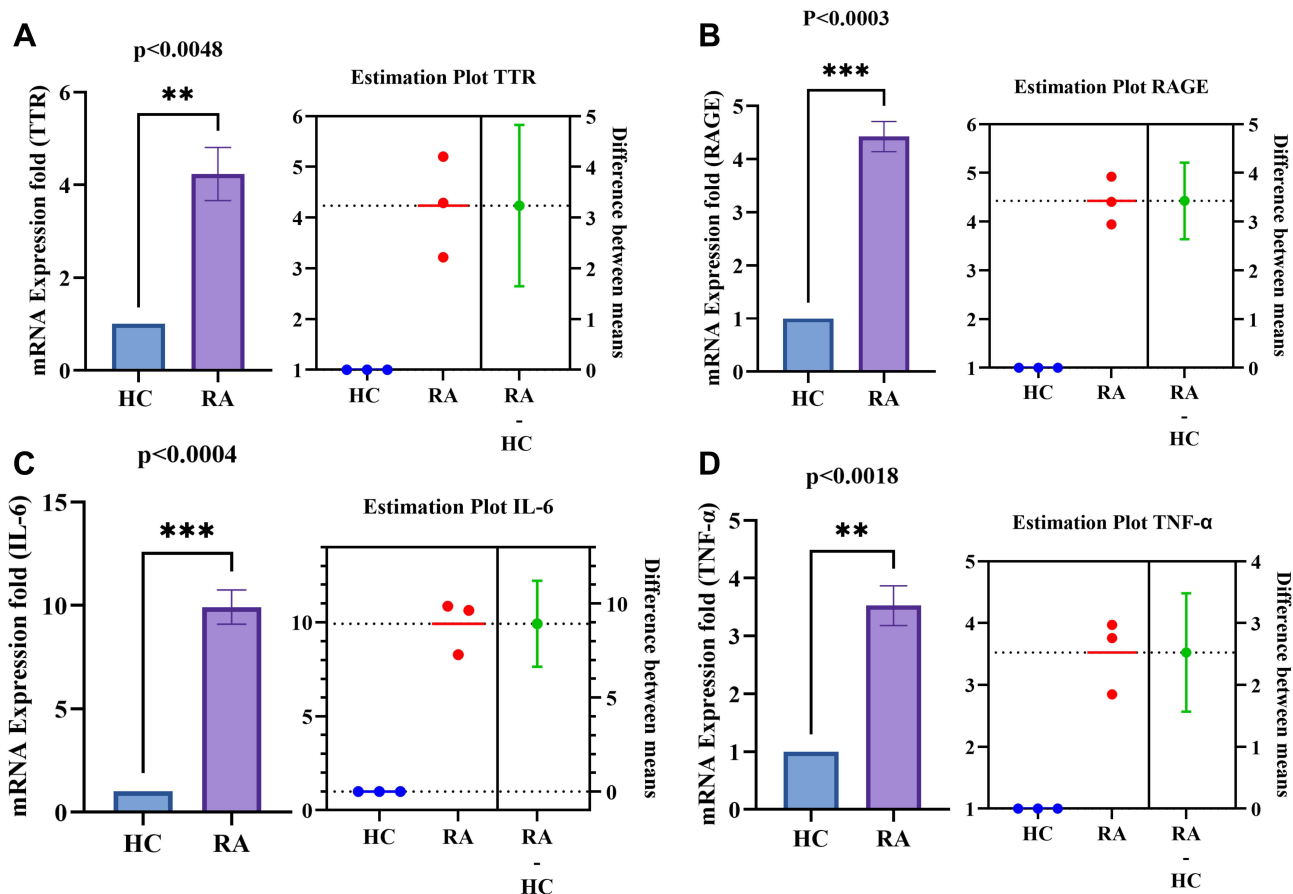 A
p<0.0048
mRNA Expression fold (TTR)
6
4
2
0
**
HC
RA
Estimation Plot TTR
6
5
4
3
2
1
HC
RA
RA
-
HC
5
4
3
2
1
0
Difference between means
B
P<0.0003
mRNA Expression fold (RAGE)
5
4
3
2
1
0
***
HC
RA
Estimation Plot RAGE
6
5
4
3
2
1
HC
RA
RA
-
HC
5
4
3
2
1
0
Difference between means
C
p<0.0004
mRNA Expression fold (IL-6)
15
10
5
0
***
HC
RA
Estimation Plot IL-6
10
5
0
HC
RA
RA
-
HC
10
5
0
Difference between means
D
p<0.0018
mRNA Expression fold (TNF-α)
5
4
3
2
1
0
**
HC
RA
Estimation Plot TNF-α
5
4
3
2
1
HC
RA
RA
-
HC
4
3
2
1
0
Difference between means